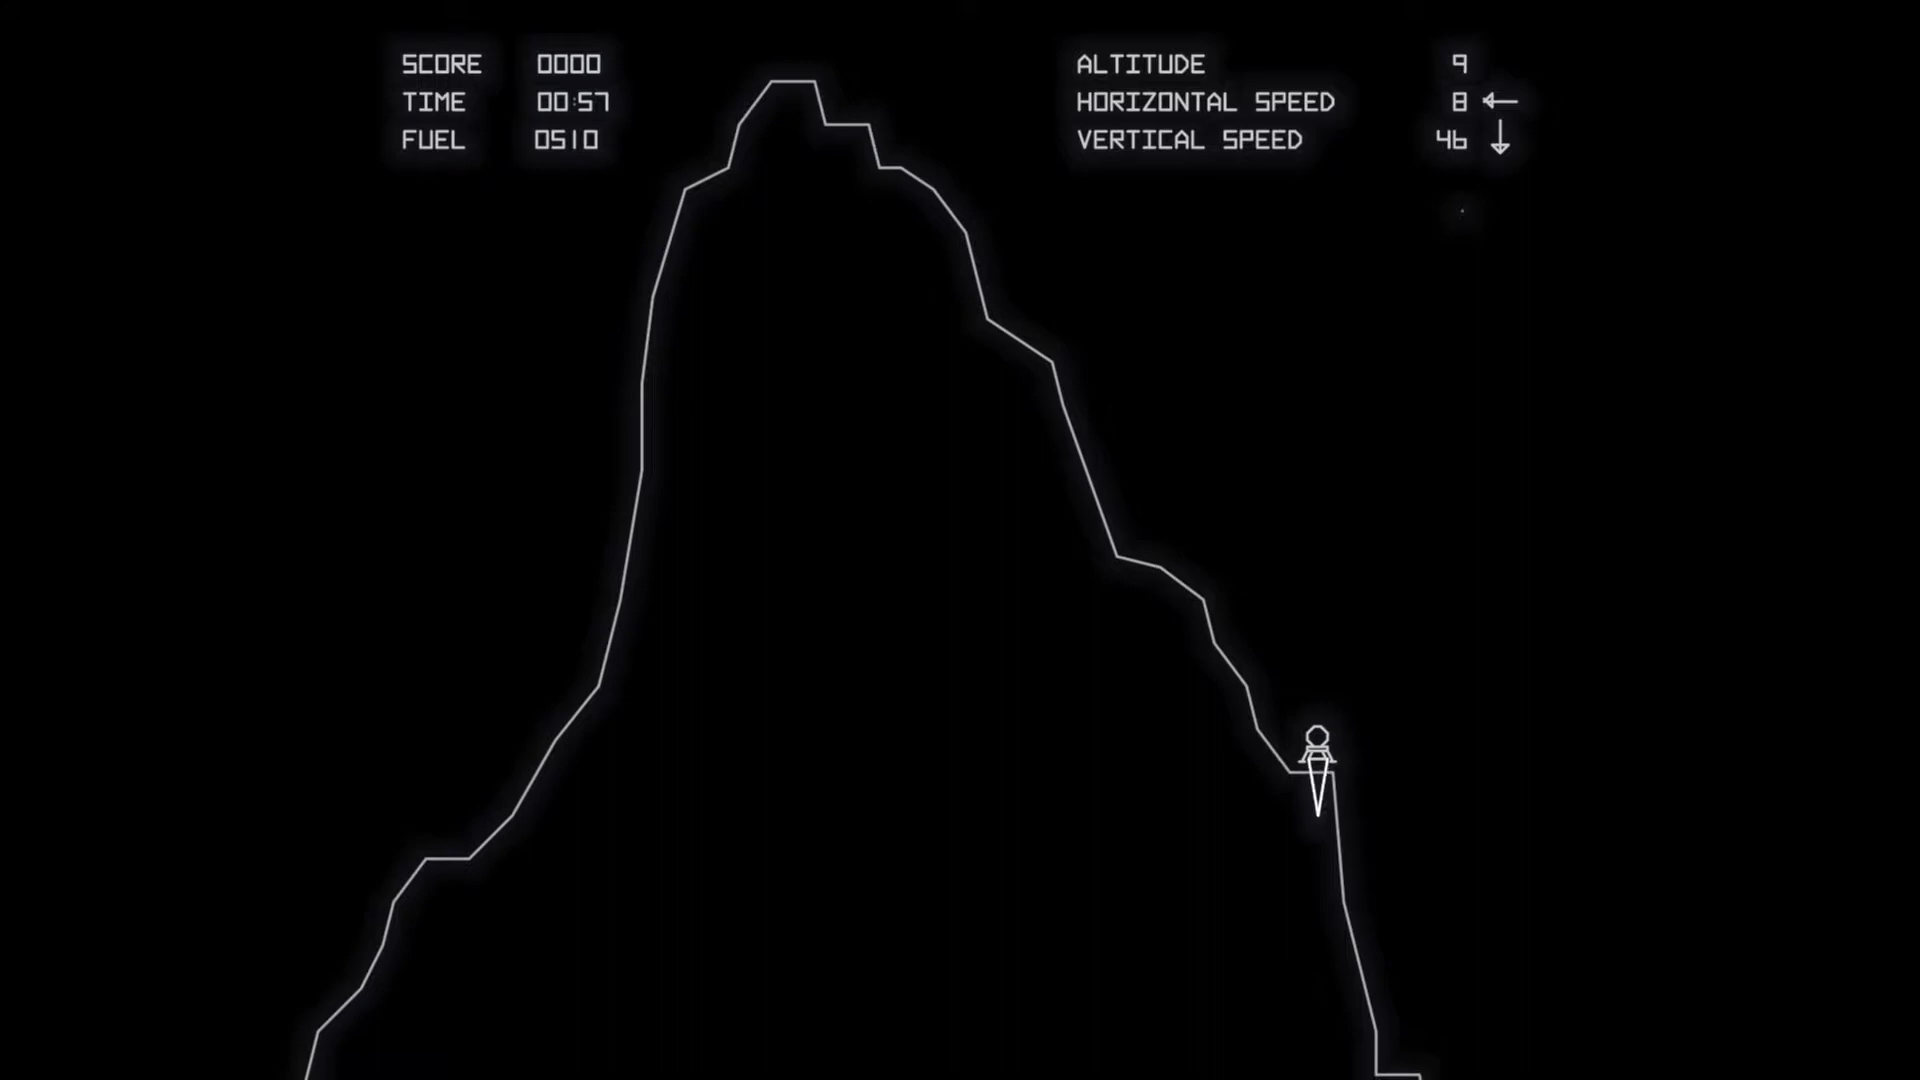 SCORE 0000
TIME 00:57
FUEL 0510
ALTITUDE 9
HORIZONTAL SPEED 8 ←
VERTICAL SPEED 46 ↓